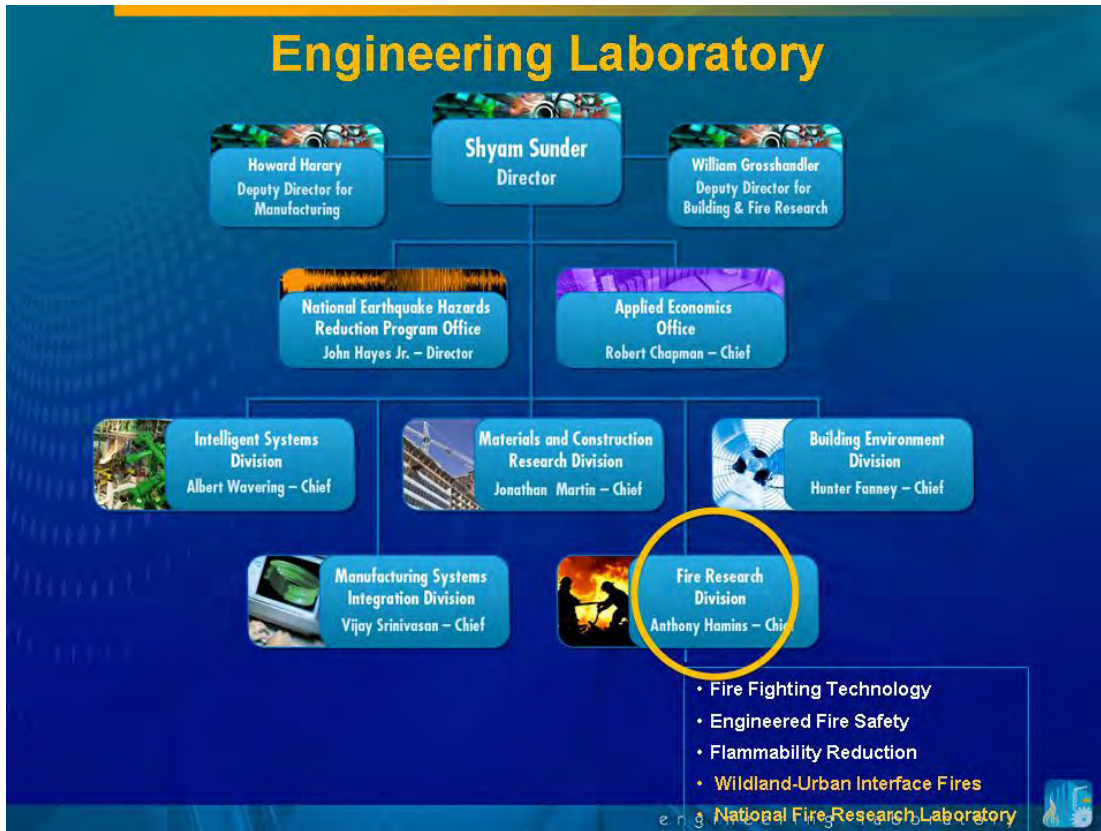 Engineering Laboratory
Shyam Sunder
Director
Howard Harary
Deputy Director for
Manufacturing
William Grosshandler
Deputy Director for
Building & Fire Research
National Earthquake Hazards
Reduction Program Office
John Hayes Jr. – Director
Applied Economics
Office
Robert Chapman – Chief
Intelligent Systems
Division
Albert Wavering – Chief
Materials and Construction
Research Division
Jonathan Martin – Chief
Building Environment
Division
Hunter Fanney – Chief
Manufacturing Systems
Integration Division
Vijay Srinivasan – Chief
Fire Research
Division
Anthony Hamins – Chief
• Fire Fighting Technology
• Engineered Fire Safety
• Flammability Reduction
• Wildland-Urban Interface Fires
• National Fire Research Laboratory
engineering laboratory